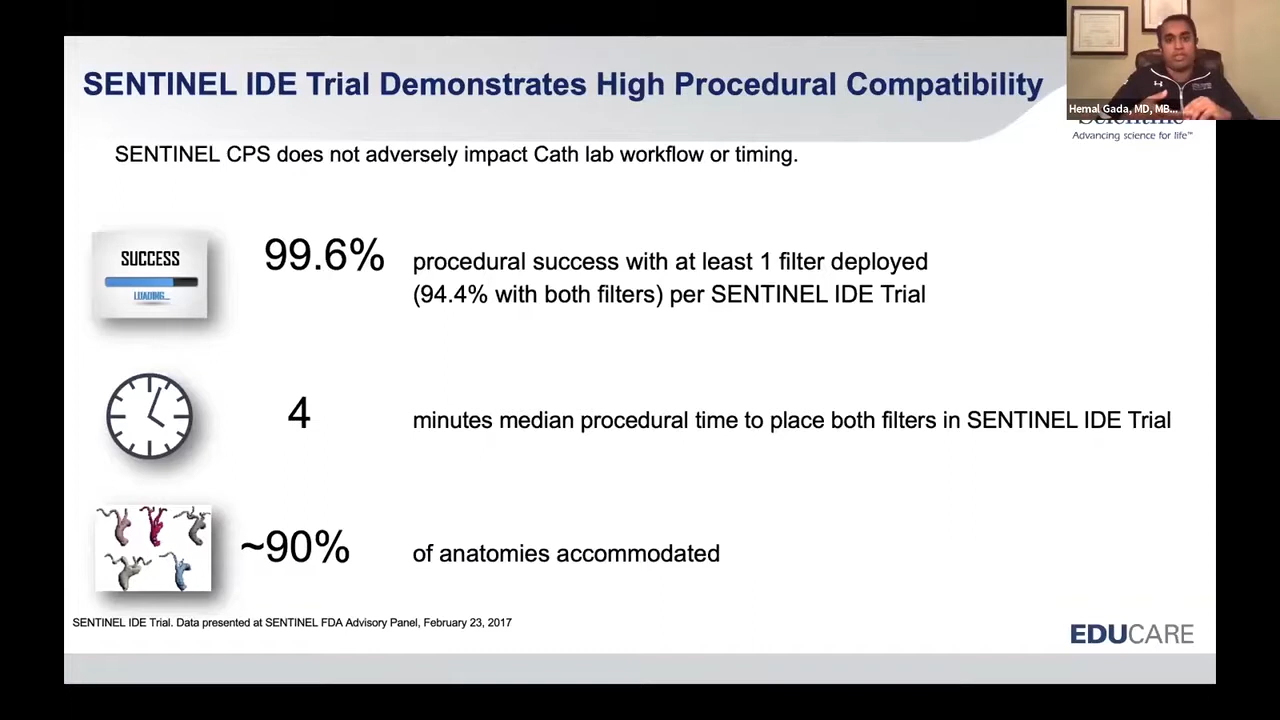 SENTINEL IDE Trial Demonstrates High Procedural Compatibility
Hemal Gada, MD, MB...
Scientific
Advancing science for life™
SENTINEL CPS does not adversely impact Cath lab workflow or timing.
SUCCESS
LOADING...
99.6%
procedural success with at least 1 filter deployed
(94.4% with both filters) per SENTINEL IDE Trial
4
minutes median procedural time to place both filters in SENTINEL IDE Trial
~90%
of anatomies accommodated
SENTINEL IDE Trial. Data presented at SENTINEL FDA Advisory Panel, February 23, 2017
EDUCARE